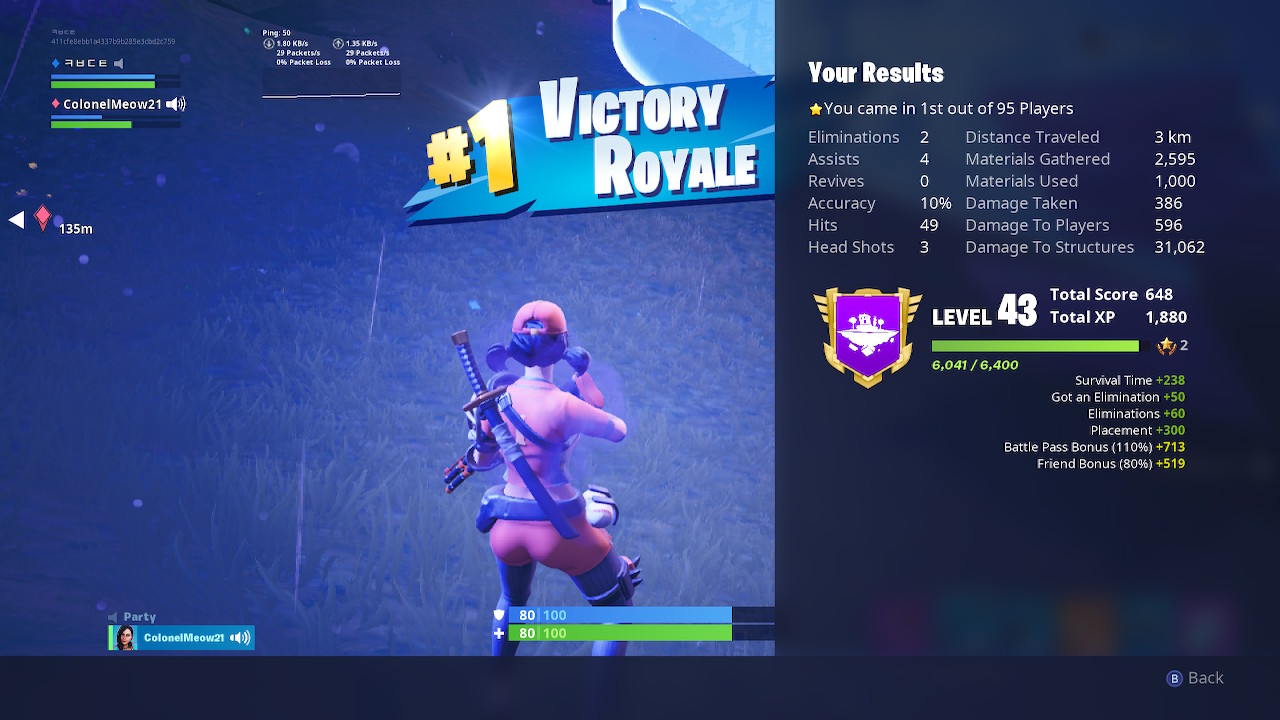 ㅋㅂㄷㅌ
411cfe8ebb1a4337b9b285e3cbd2c759
ㅋㅂㄷㅌ
ColonelMeow21
Ping: 50
1.80 KB/s 1.35 KB/s
29 Packets/s 29 Packets/s
0% Packet Loss 0% Packet Loss
135m
#1 Victory Royale
Party
ColonelMeow21
80 | 100
80 | 100
Your Results
You came in 1st out of 95 Players
Eliminations 2 Distance Traveled 3 km
Assists 4 Materials Gathered 2,595
Revives 0 Materials Used 1,000
Accuracy 10% Damage Taken 386
Hits 49 Damage To Players 596
Head Shots 3 Damage To Structures 31,062
LEVEL 43
Total Score 648
Total XP 1,880
2
6,041 / 6,400
Survival Time +238
Got an Elimination +50
Eliminations +60
Placement +300
Battle Pass Bonus (110%) +713
Friend Bonus (80%) +519
B Back